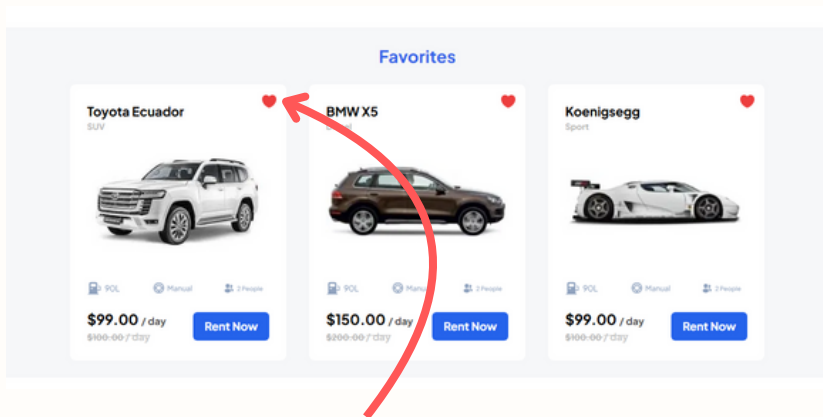 Favorites
Toyota Ecuador
SUV
90L Manual 2 People
$99.00 / day
$100.00 / day
Rent Now
BMW X5
90L Manual 2 People
$150.00 / day
$200.00 / day
Rent Now
Koenigsegg
Sport
90L Manual 2 People
$99.00 / day
$100.00 / day
Rent Now